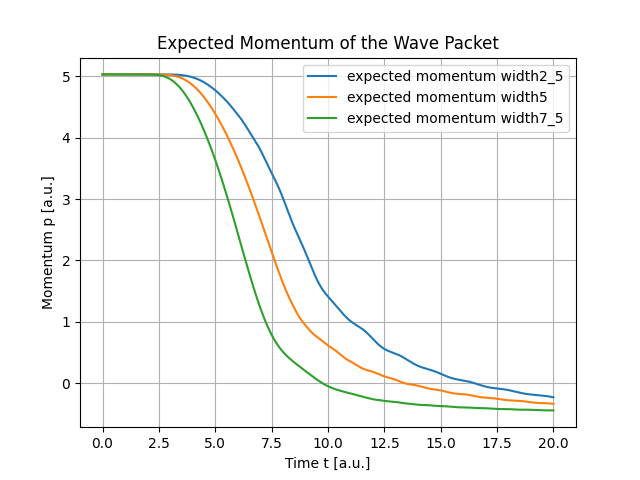 Expected Momentum of the Wave Packet
expected momentum width2_5
expected momentum width5
expected momentum width7_5
Momentum p [a.u.]
5
4
3
2
1
0
0.0 2.5 5.0 7.5 10.0 12.5 15.0 17.5 20.0
Time t [a.u.]